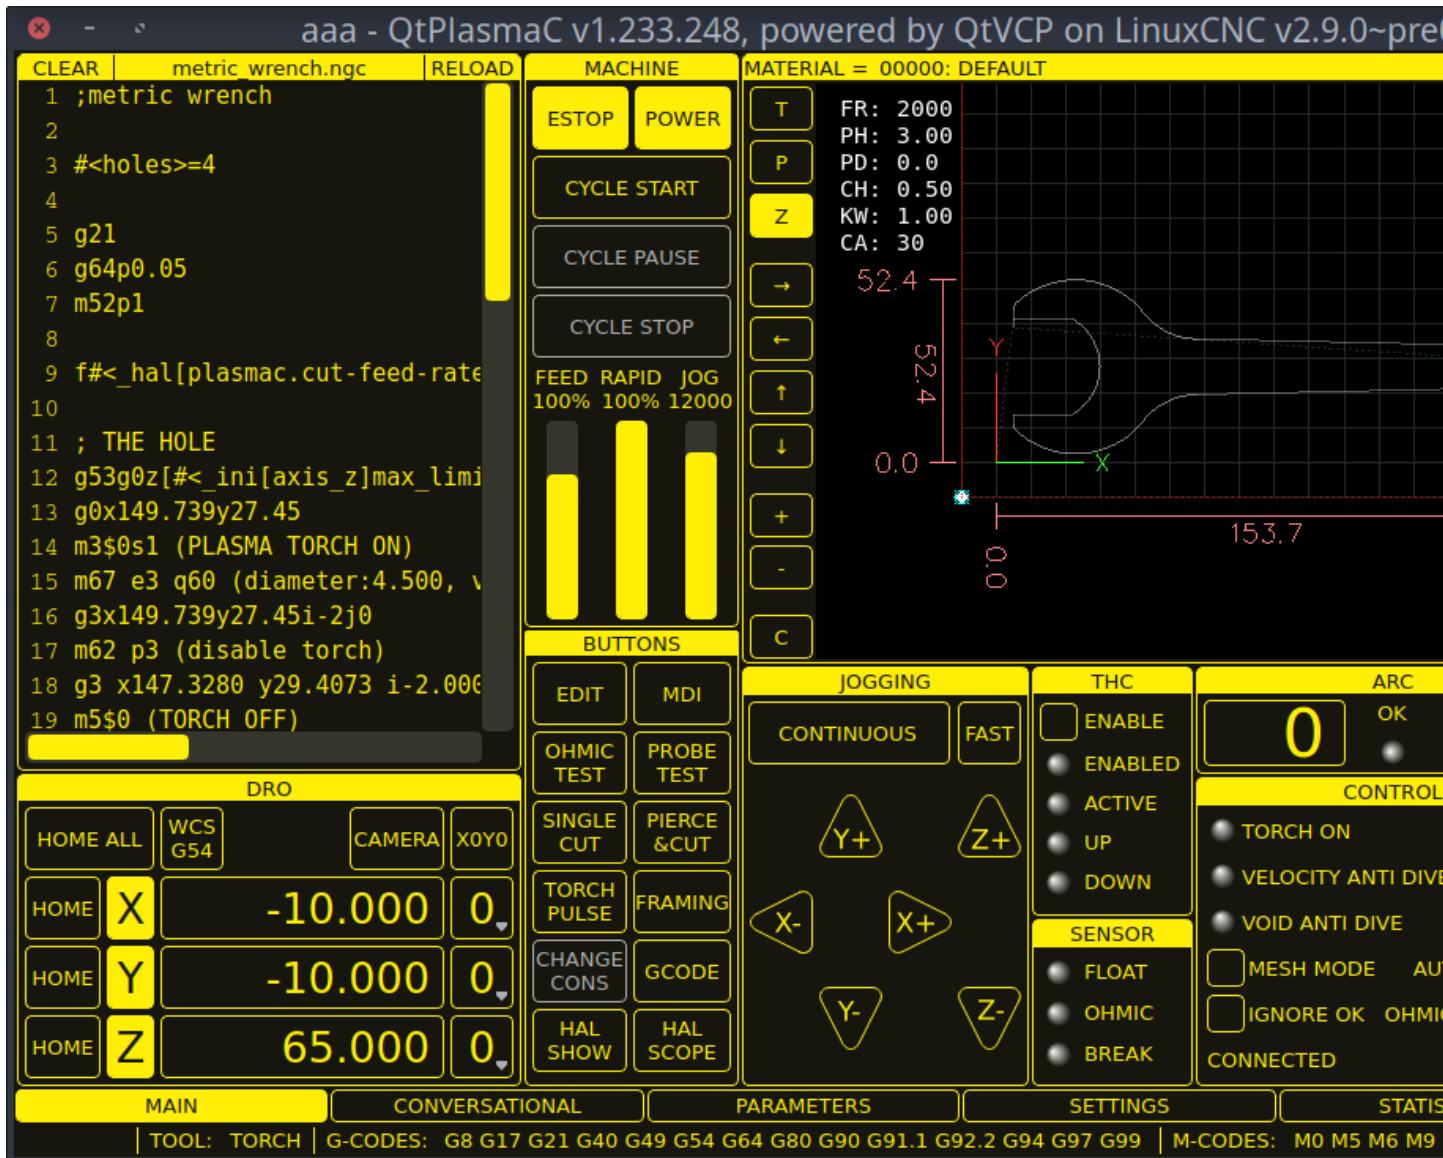 aaa - QtPlasmaC v1.233.248, powered by QtVCP on LinuxCNC v2.9.0~pre
CLEAR metric_wrench.ngc RELOAD
1 ;metric wrench
2
3 #<holes>=4
4
5 g21
6 g64p0.05
7 m52p1
8
9 f#<_hal[plasmac.cut-feed-rate
10
11 ; THE HOLE
12 g53g0z[#<_ini[axis_z]max_limi
13 g0x149.739y27.45
14 m3$0s1 (PLASMA TORCH ON)
15 m67 e3 q60 (diameter:4.500, v
16 g3x149.739y27.45i-2j0
17 m62 p3 (disable torch)
18 g3 x147.3280 y29.4073 i-2.000
19 m5$0 (TORCH OFF)
DRO
HOME ALL
WCS
G54
CAMERA
X0Y0
HOME X -10.000 0
HOME Y -10.000 0
HOME Z 65.000 0
MACHINE
ESTOP POWER
CYCLE START
CYCLE PAUSE
CYCLE STOP
FEED RAPID JOG
100% 100% 12000
BUTTONS
EDIT
MDI
OHMIC
TEST
PROBE
TEST
SINGLE
CUT
PIERCE
&CUT
TORCH
PULSE
FRAMING
CHANGE
CONS
GCODE
HAL
SHOW
HAL
SCOPE
MATERIAL = 00000: DEFAULT
T
P
Z
→
←
↑
↓
+
-
C
FR: 2000
PH: 3.00
PD: 0.0
CH: 0.50
KW: 1.00
CA: 30
52.4
52.4
0.0
Y
X
153.7
0.0
JOGGING
CONTINUOUS FAST
Y+ Z+
X- X+
Y- Z-
THC
ENABLE
ENABLED
ACTIVE
UP
DOWN
SENSOR
FLOAT
OHMIC
BREAK
ARC
0
OK
CONTROL
TORCH ON
VELOCITY ANTI DIVE
VOID ANTI DIVE
MESH MODE AU
IGNORE OK OHMIC
CONNECTED
MAIN CONVERSATIONAL PARAMETERS SETTINGS STATIS
TOOL: TORCH G-CODES: G8 G17 G21 G40 G49 G54 G64 G80 G90 G91.1 G92.2 G94 G97 G99 M-CODES: M0 M5 M6 M9